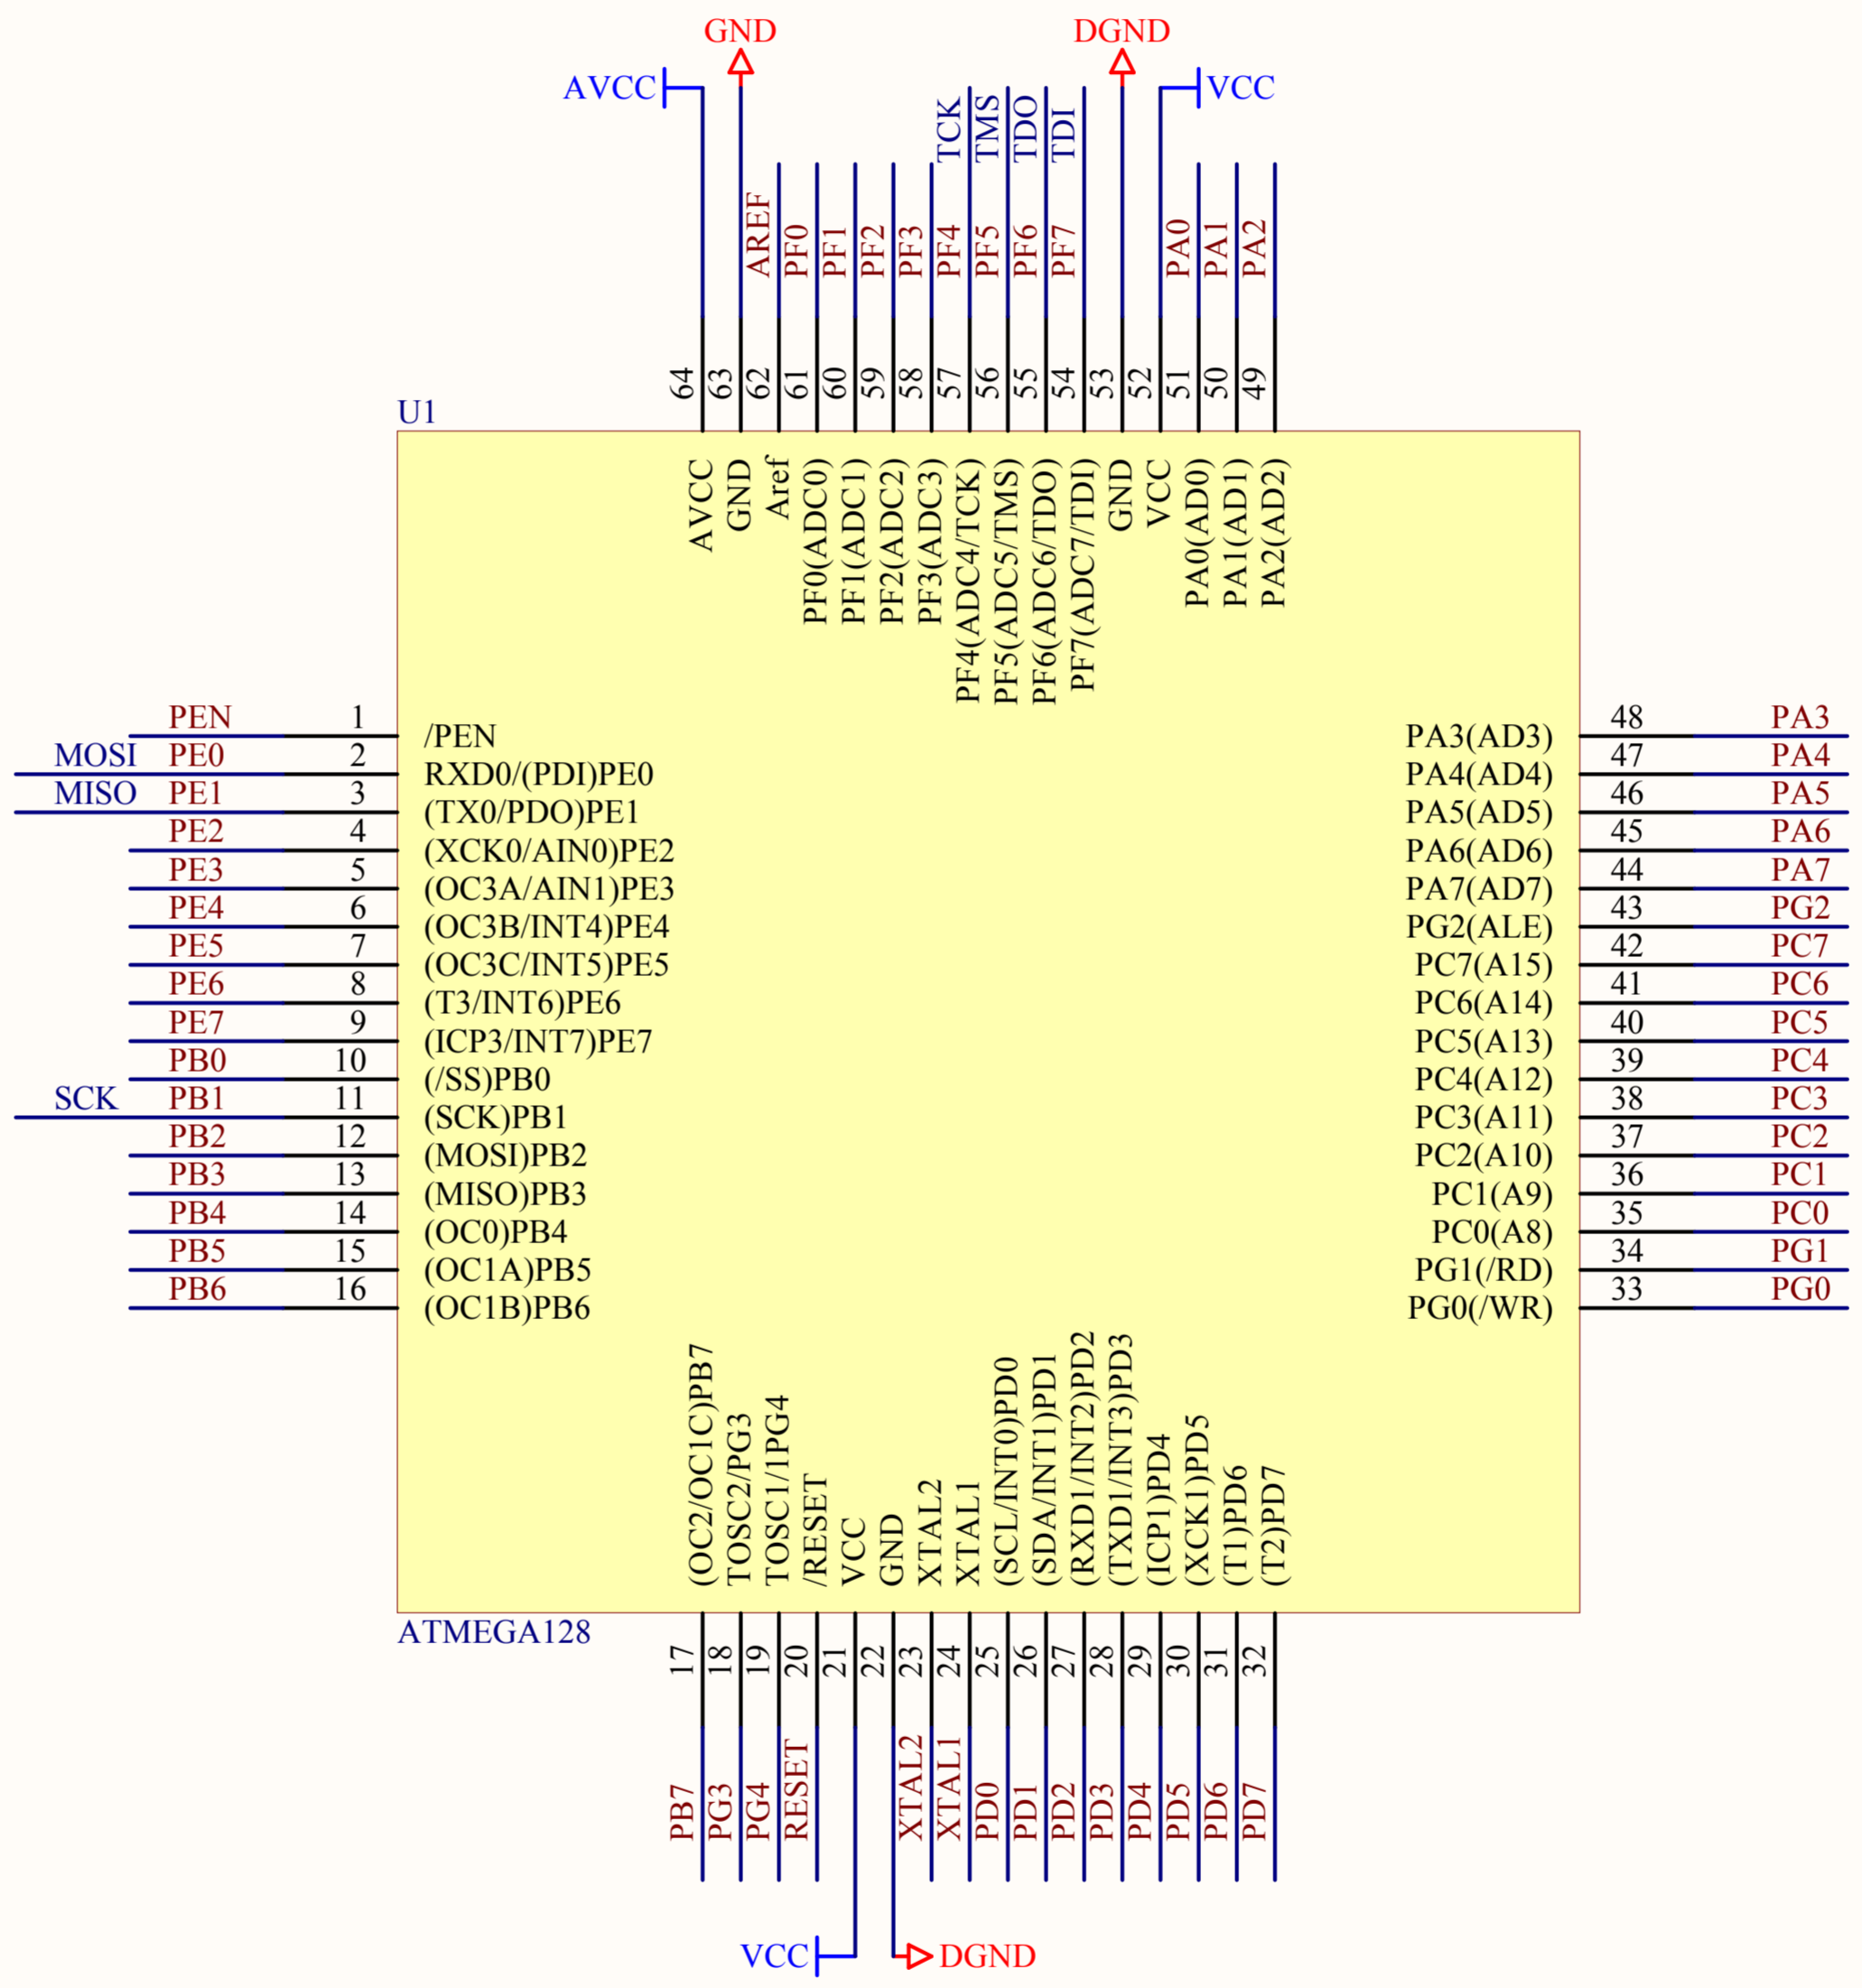 GND
DGND
AVCC
VCC
TCK
TMS
TDO
TDI
AREF
PF0
PF1
PF2
PF3
PF4
PF5
PF6
PF7
PA0
PA1
PA2
64
63
62
61
60
59
58
57
56
55
54
53
52
51
50
49
U1
AVCC
GND
Aref
PF0(ADC0)
PF1(ADC1)
PF2(ADC2)
PF3(ADC3)
PF4(ADC4/TCK)
PF5(ADC5/TMS)
PF6(ADC6/TDO)
PF7(ADC7/TDI)
GND
VCC
PA0(AD0)
PA1(AD1)
PA2(AD2)
PEN 1 /PEN
MOSI PE0 2 RXD0/(PDI)PE0
MISO PE1 3 (TX0/PDO)PE1
PE2 4 (XCK0/AIN0)PE2
PE3 5 (OC3A/AIN1)PE3
PE4 6 (OC3B/INT4)PE4
PE5 7 (OC3C/INT5)PE5
PE6 8 (T3/INT6)PE6
PE7 9 (ICP3/INT7)PE7
PB0 10 (/SS)PB0
SCK PB1 11 (SCK)PB1
PB2 12 (MOSI)PB2
PB3 13 (MISO)PB3
PB4 14 (OC0)PB4
PB5 15 (OC1A)PB5
PB6 16 (OC1B)PB6
PA3(AD3) 48 PA3
PA4(AD4) 47 PA4
PA5(AD5) 46 PA5
PA6(AD6) 45 PA6
PA7(AD7) 44 PA7
PG2(ALE) 43 PG2
PC7(A15) 42 PC7
PC6(A14) 41 PC6
PC5(A13) 40 PC5
PC4(A12) 39 PC4
PC3(A11) 38 PC3
PC2(A10) 37 PC2
PC1(A9) 36 PC1
PC0(A8) 35 PC0
PG1(/RD) 34 PG1
PG0(/WR) 33 PG0
(OC2/OC1C)PB7
TOSC2/PG3
TOSC1/1PG4
/RESET
VCC
GND
XTAL2
XTAL1
(SCL/INT0)PD0
(SDA/INT1)PD1
(RXD1/INT2)PD2
(TXD1/INT3)PD3
(ICP1)PD4
(XCK1)PD5
(T1)PD6
(T2)PD7
ATMEGA128
17
18
19
20
21
22
23
24
25
26
27
28
29
30
31
32
PB7
PG3
PG4
RESET
XTAL2
XTAL1
PD0
PD1
PD2
PD3
PD4
PD5
PD6
PD7
VCC
DGND